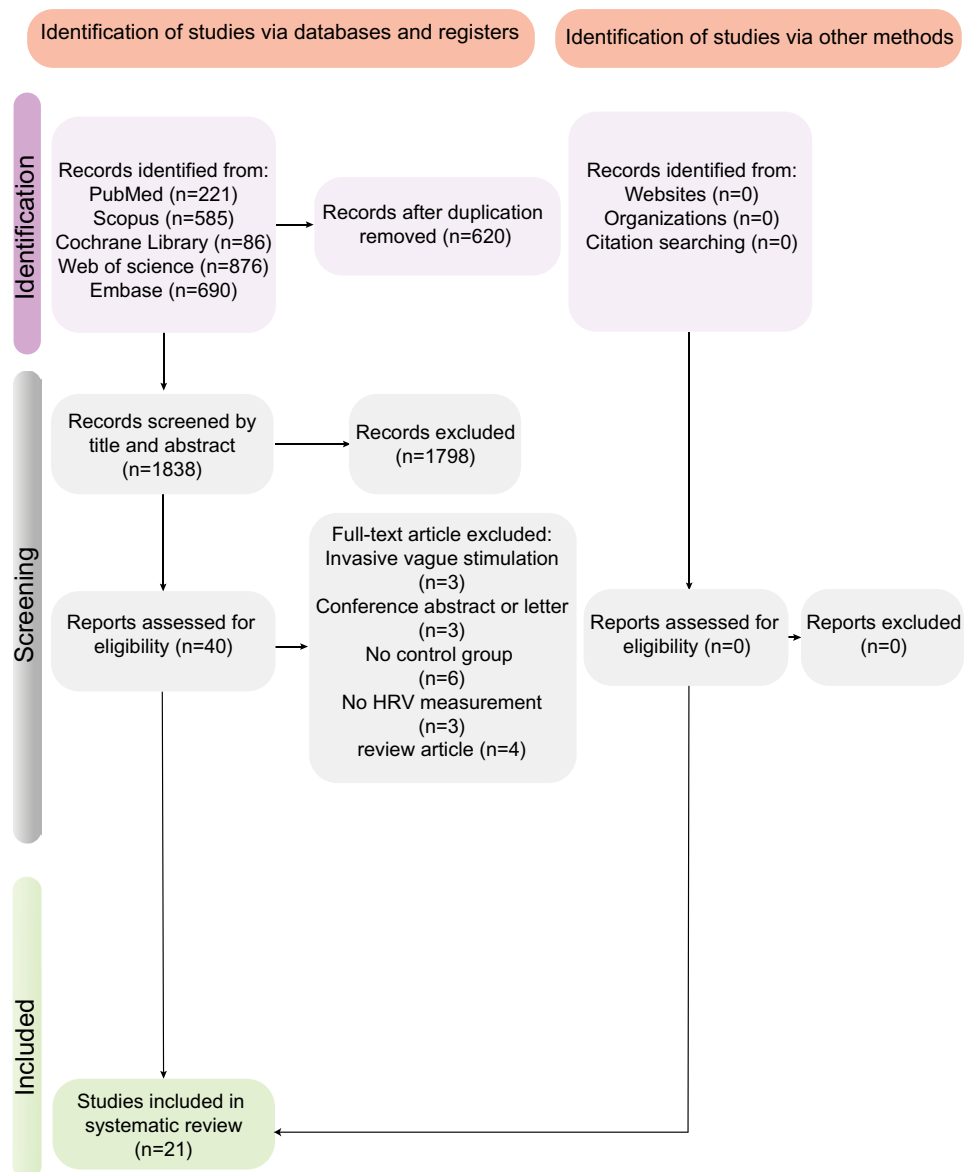 Identification of studies via databases and registers
Identification of studies via other methods
Identification
Records identified from:
PubMed (n=221)
Scopus (n=585)
Cochrane Library (n=86)
Web of science (n=876)
Embase (n=690)
Records after duplication
removed (n=620)
Records identified from:
Websites (n=0)
Organizations (n=0)
Citation searching (n=0)
Screening
Records screened by
title and abstract
(n=1838)
Records excluded
(n=1798)
Reports assessed for
eligibility (n=40)
Full-text article excluded:
Invasive vague stimulation
(n=3)
Conference abstract or letter
(n=3)
No control group
(n=6)
No HRV measurement
(n=3)
review article (n=4)
Reports assessed for
eligibility (n=0)
Reports excluded
(n=0)
Included
Studies included in
systematic review
(n=21)